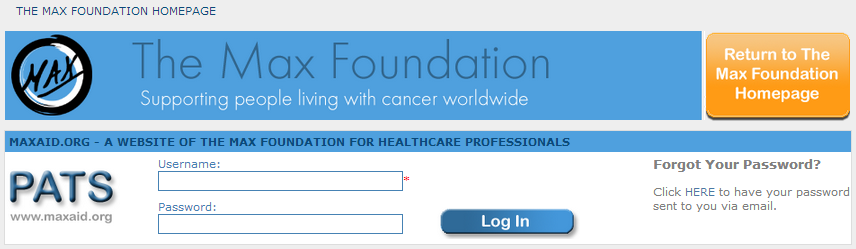 THE MAX FOUNDATION HOMEPAGE
MAX
The Max Foundation
Supporting people living with cancer worldwide
Return to The
Max Foundation
Homepage
MAXAID.ORG - A WEBSITE OF THE MAX FOUNDATION FOR HEALTHCARE PROFESSIONALS
PATS
www.maxaid.org
Username:
*
Password:
Log In
Forgot Your Password?
Click HERE to have your password
sent to you via email.